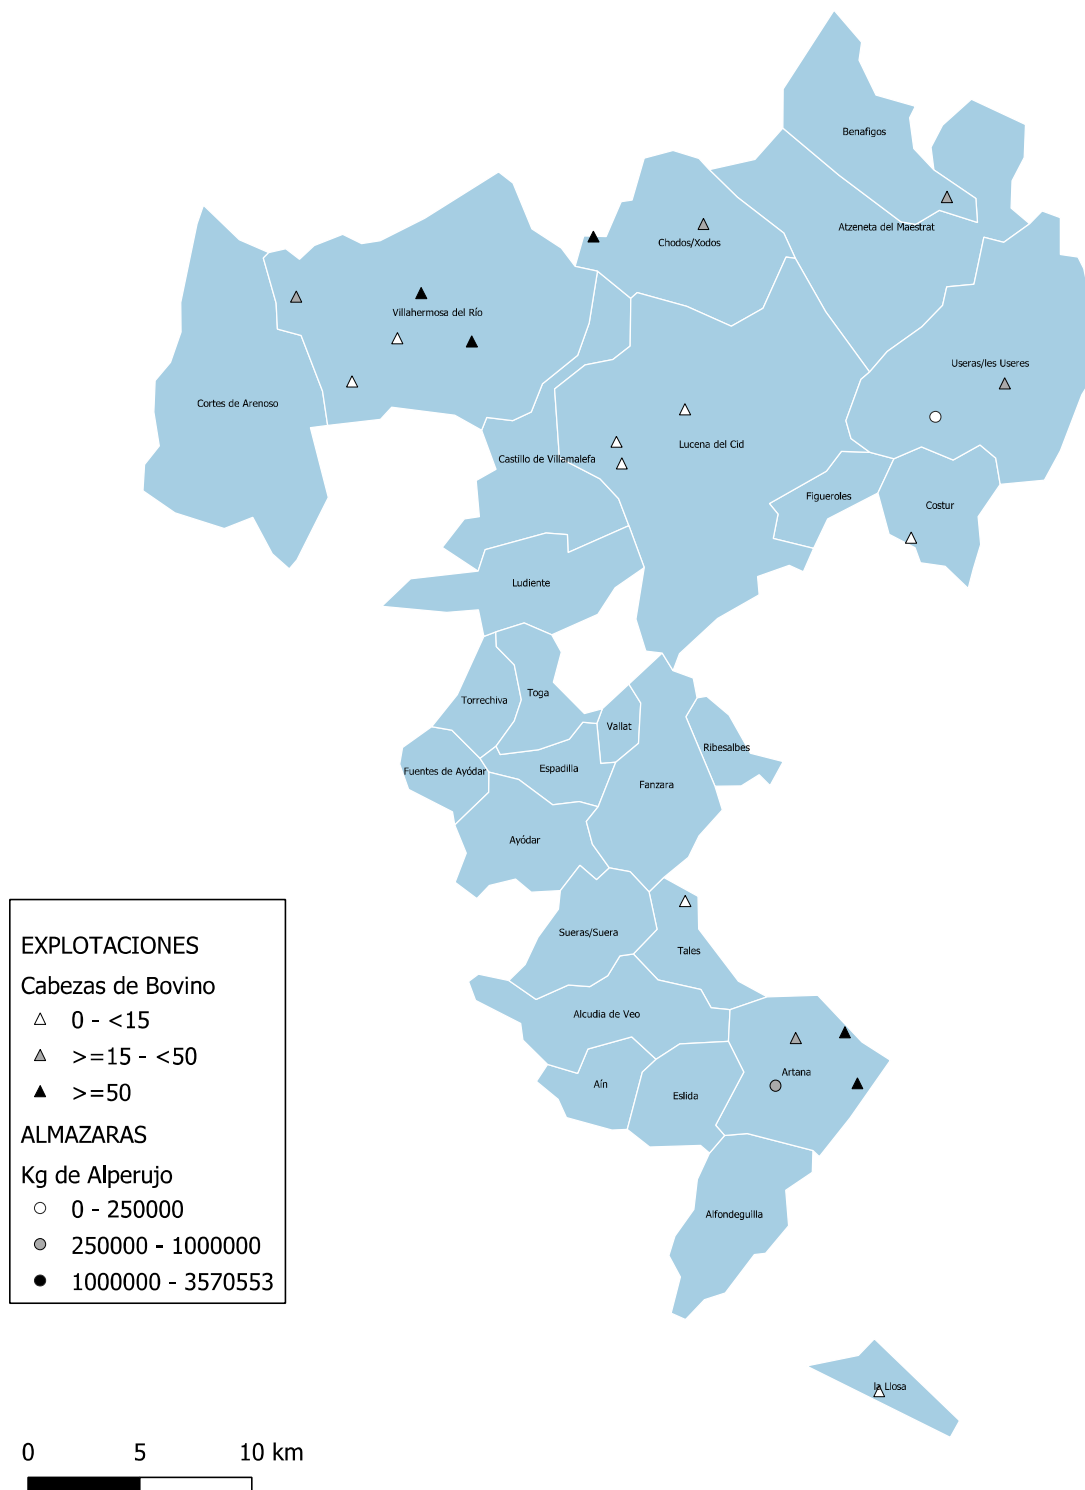 Benafigos
Atzeneta del Maestrat
Chodos/Xodos
Villahermosa del Río
Useras/les Useres
Cortes de Arenoso
Lucena del Cid
Castillo de Villamalefa
Figueroles
Costur
Ludiente
Toga
Torrechiva
Vallat
Ribesalbes
Espadilla
Fuentes de Ayódar
Fanzara
Ayódar
Sueras/Suera
Tales
Alcudia de Veo
Artana
Aín
Eslida
Alfondeguilla
la Llosa
EXPLOTACIONES
Cabezas de Bovino
0 - <15
>=15 - <50
>=50
ALMAZARAS
Kg de Alperujo
0 - 250000
250000 - 1000000
1000000 - 3570553
0 5 10 km